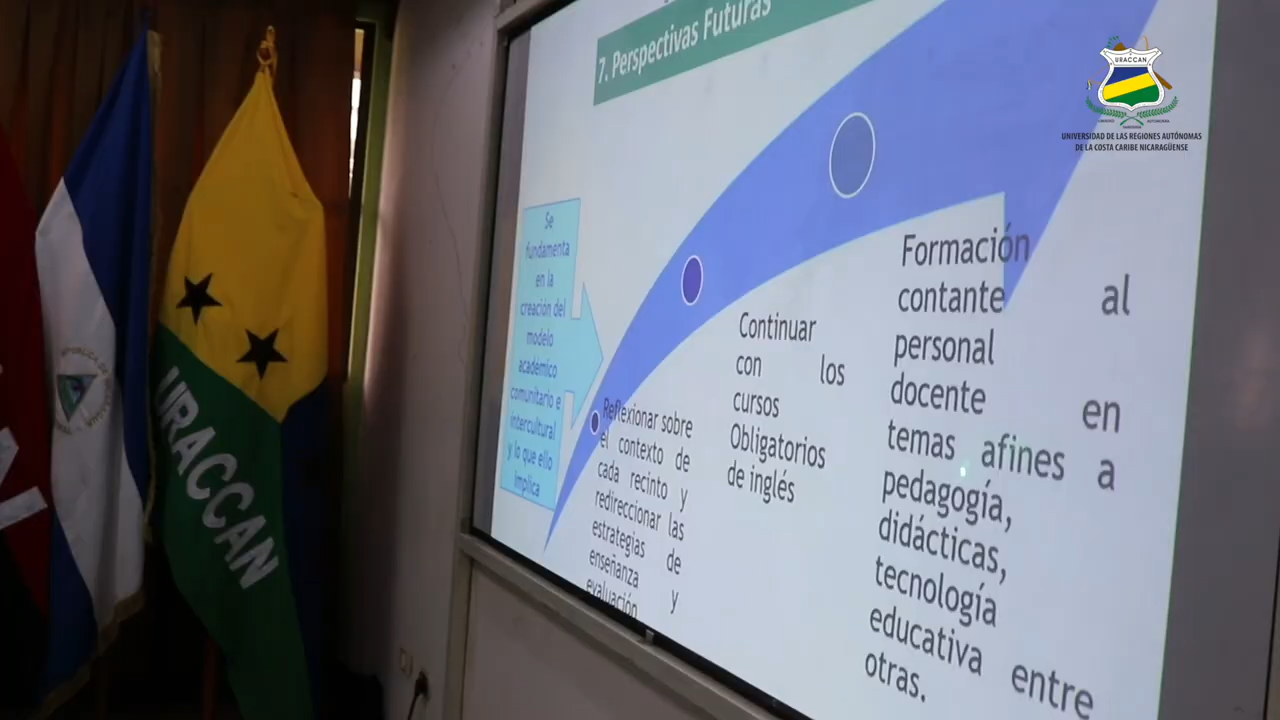 7. Perspectivas Futuras
URACCAN
UNIVERSIDAD DE LAS REGIONES AUTÓNOMAS
DE LA COSTA CARIBE NICARAGÜENSE
Se
fundamenta
en la
creación del
modelo
académico
comunitario e
intercultural
y lo que ello
implica
Reflexionar sobre
el contexto de
cada recinto y
redireccionar las
estrategias de
enseñanza y
evaluación
Continuar
con los
cursos
Obligatorios
de inglés
Formación
contante al
personal
docente en
temas afines a
pedagogía,
didácticas,
tecnología
educativa entre
otras.
URACCAN